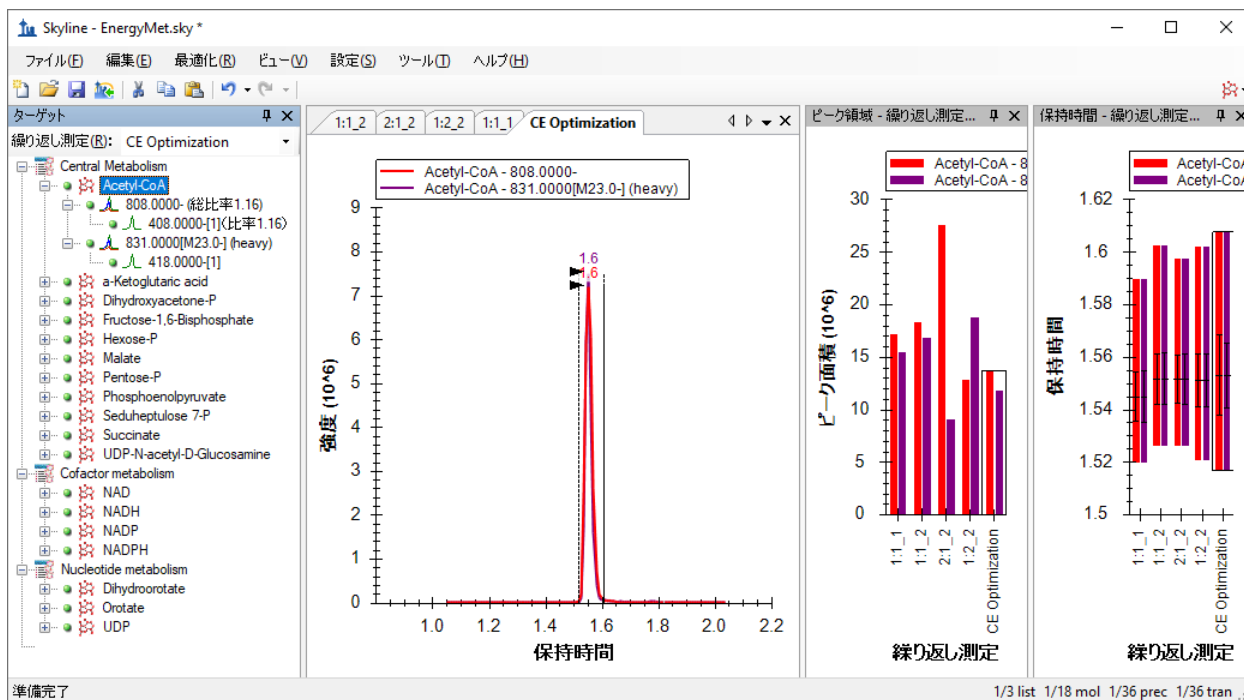 Skyline - EnergyMet.sky *
ファイル(F) 編集(E) 最適化(R) ビュー(V) 設定(S) ツール(T) ヘルプ(H)
ターゲット
繰り返し測定(R): CE Optimization
Central Metabolism
Acetyl-CoA
808.0000- (総比率1.16)
408.0000-[1](比率1.16)
831.0000[M23.0-] (heavy)
418.0000-[1]
a-Ketoglutaric acid
Dihydroxyacetone-P
Fructose-1,6-Bisphosphate
Hexose-P
Malate
Pentose-P
Phosphoenolpyruvate
Seduheptulose 7-P
Succinate
UDP-N-acetyl-D-Glucosamine
Cofactor metabolism
NAD
NADH
NADP
NADPH
Nucleotide metabolism
Dihydroorotate
Orotate
UDP
1:1_2 2:1_2 1:2_2 1:1_1 CE Optimization
Acetyl-CoA - 808.0000-
Acetyl-CoA - 831.0000[M23.0-] (heavy)
強度 (10^6)
9
8
7
6
5
4
3
2
1
0
1.6
1.6
1.0 1.2 1.4 1.6 1.8 2.0 2.2
保持時間
ピーク領域 - 繰り返し測定...
Acetyl-CoA - 8
Acetyl-CoA - 8
ピーク面積 (10^6)
30
25
20
15
10
5
0
1:1_1
1:1_2
2:1_2
1:2_2
CE Optimization
繰り返し測定
保持時間 - 繰り返し測定...
Acetyl-CoA
Acetyl-CoA
保持時間
1.62
1.6
1.58
1.56
1.54
1.52
1.5
1:1_1
1:1_2
2:1_2
1:2_2
CE Optimization
繰り返し測定
準備完了
1/3 list 1/18 mol 1/36 prec 1/36 tran